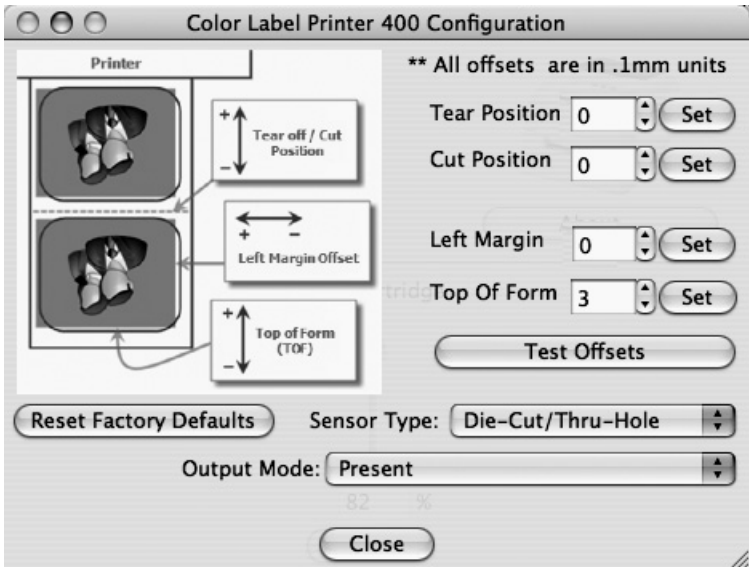 Color Label Printer 400 Configuration
Printer
+
Tear off / Cut
Position
−
+ −
Left Margin Offset
+
Top of Form
(TOF)
−
** All offsets are in .1mm units
Tear Position 0 Set
Cut Position 0 Set
Left Margin 0 Set
Top Of Form 3 Set
Test Offsets
Reset Factory Defaults Sensor Type: Die-Cut/Thru-Hole
Output Mode: Present
82 %
Close